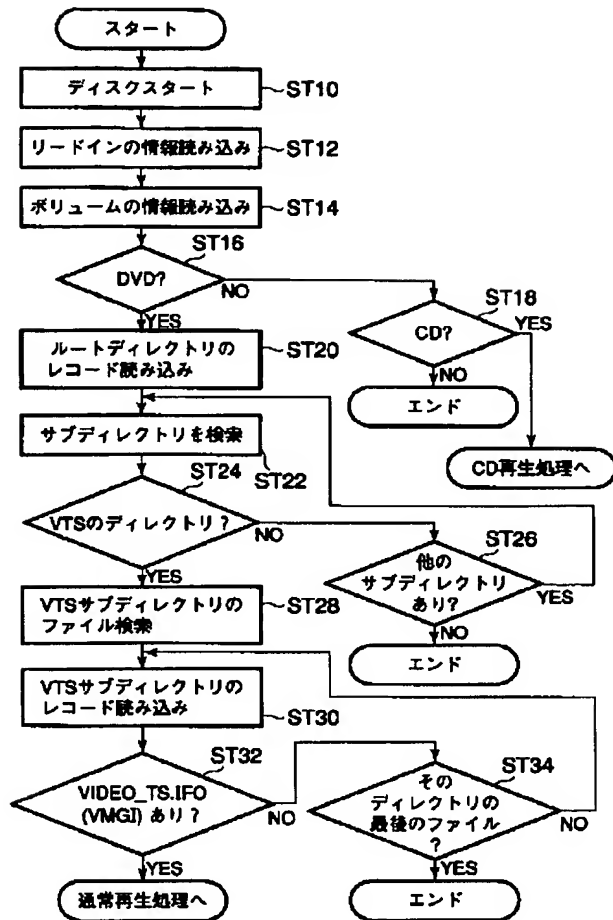 スタート
ディスクスタート
ST10
リードインの情報読み込み
ST12
ボリュームの情報読み込み
ST14
ST16
DVD?
NO
YES
ST18
CD?
YES
NO
エンド
CD再生処理へ
ルートディレクトリの
レコード読み込み
ST20
サブディレクトリを検索
ST22
ST24
VTSのディレクトリ?
NO
YES
ST26
他の
サブディレクトリ
あり?
YES
NO
エンド
VTSサブディレクトリの
ファイル検索
ST28
VTSサブディレクトリの
レコード読み込み
ST30
ST32
VIDEO_TS.IFO
(VMGI) あり?
NO
YES
通常再生処理へ
ST34
その
ディレクトリの
最後のファイル
?
NO
YES
エンド